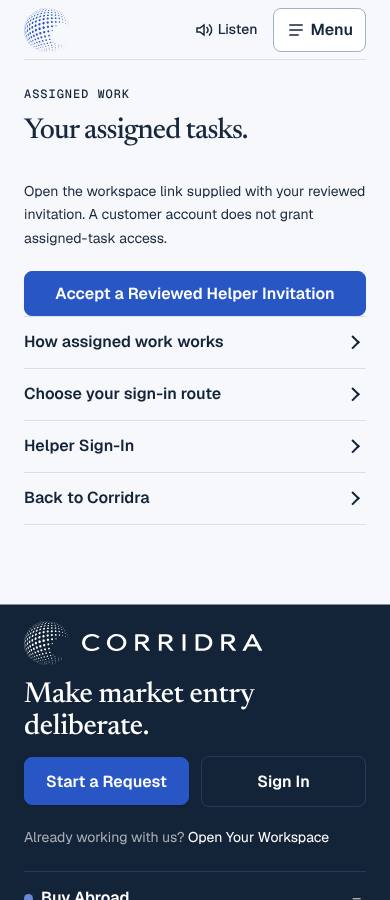 Listen
Menu
ASSIGNED WORK
Your assigned tasks.
Open the workspace link supplied with your reviewed
invitation. A customer account does not grant
assigned-task access.
Accept a Reviewed Helper Invitation
How assigned work works
Choose your sign-in route
Helper Sign-In
Back to Corridra
CORRIDRA
Make market entry
deliberate.
Start a Request
Sign In
Already working with us? Open Your Workspace
Buy Abroad